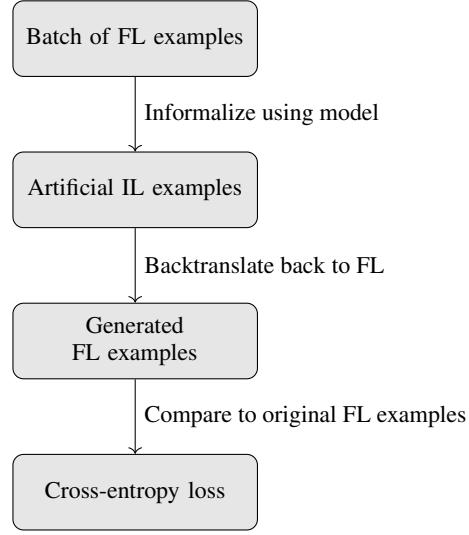 Batch of FL examples
Informalize using model
Artificial IL examples
Backtranslate back to FL
Generated
FL examples
Compare to original FL examples
Cross-entropy loss